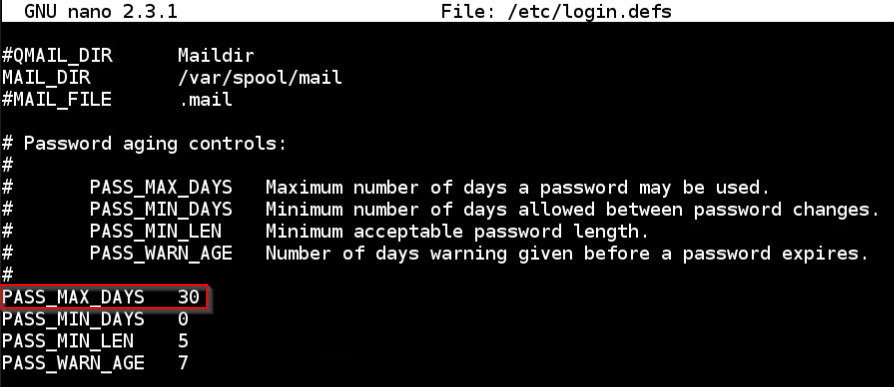 GNU nano 2.3.1 File: /etc/login.defs
#QMAIL_DIR Maildir
MAIL_DIR /var/spool/mail
#MAIL_FILE .mail
# Password aging controls:
#
# PASS_MAX_DAYS Maximum number of days a password may be used.
# PASS_MIN_DAYS Minimum number of days allowed between password changes.
# PASS_MIN_LEN Minimum acceptable password length.
# PASS_WARN_AGE Number of days warning given before a password expires.
#
PASS_MAX_DAYS 30
PASS_MIN_DAYS 0
PASS_MIN_LEN 5
PASS_WARN_AGE 7